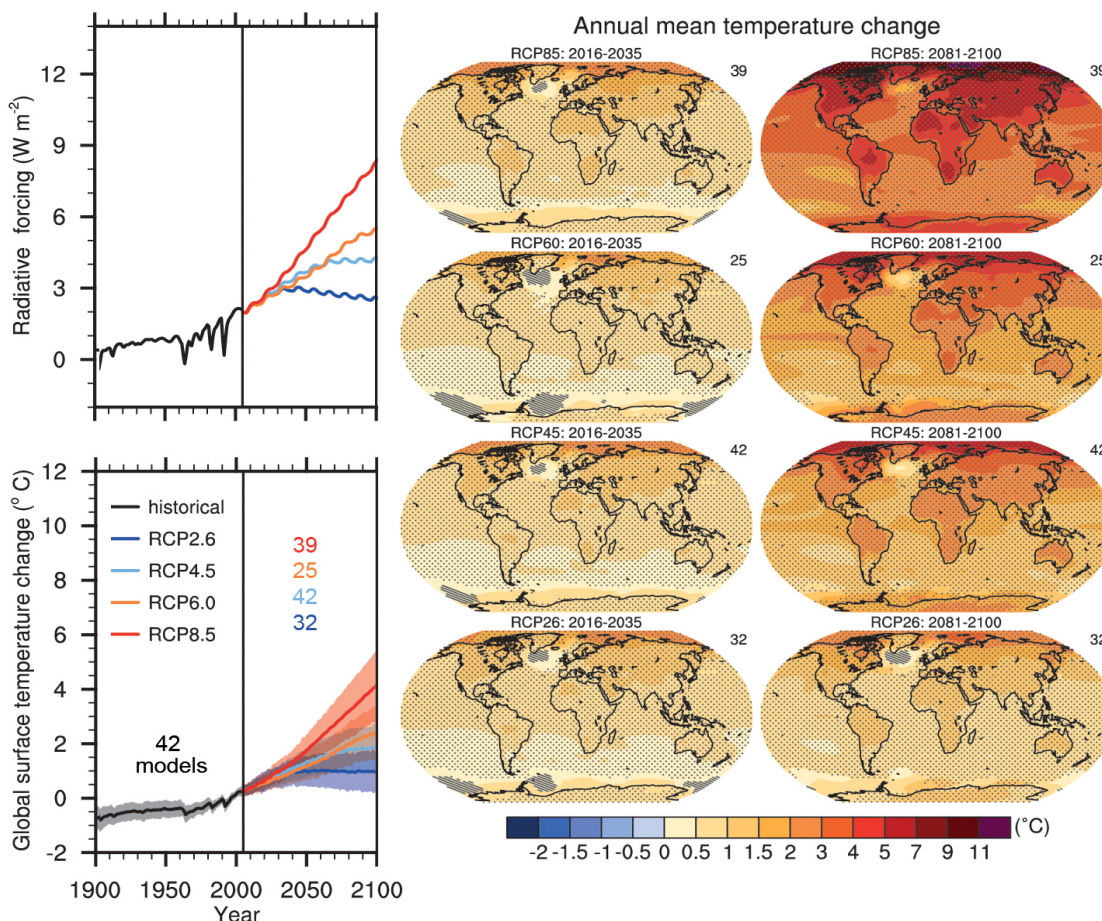 12
9
6
3
0
Radiative forcing (W m-2)
12
10
8
6
4
2
0
-2
Global surface temperature change (° C)
historical
RCP2.6
RCP4.5
RCP6.0
RCP8.5
39
25
42
32
42
models
1900 1950 2000 2050 2100
Year
Annual mean temperature change
RCP85: 2016-2035
39
RCP85: 2081-2100
39
RCP60: 2016-2035
25
RCP60: 2081-2100
25
RCP45: 2016-2035
42
RCP45: 2081-2100
42
RCP26: 2016-2035
32
RCP26: 2081-2100
32
(°C)
-2 -1.5 -1 -0.5 0 0.5 1 1.5 2 3 4 5 7 9 11